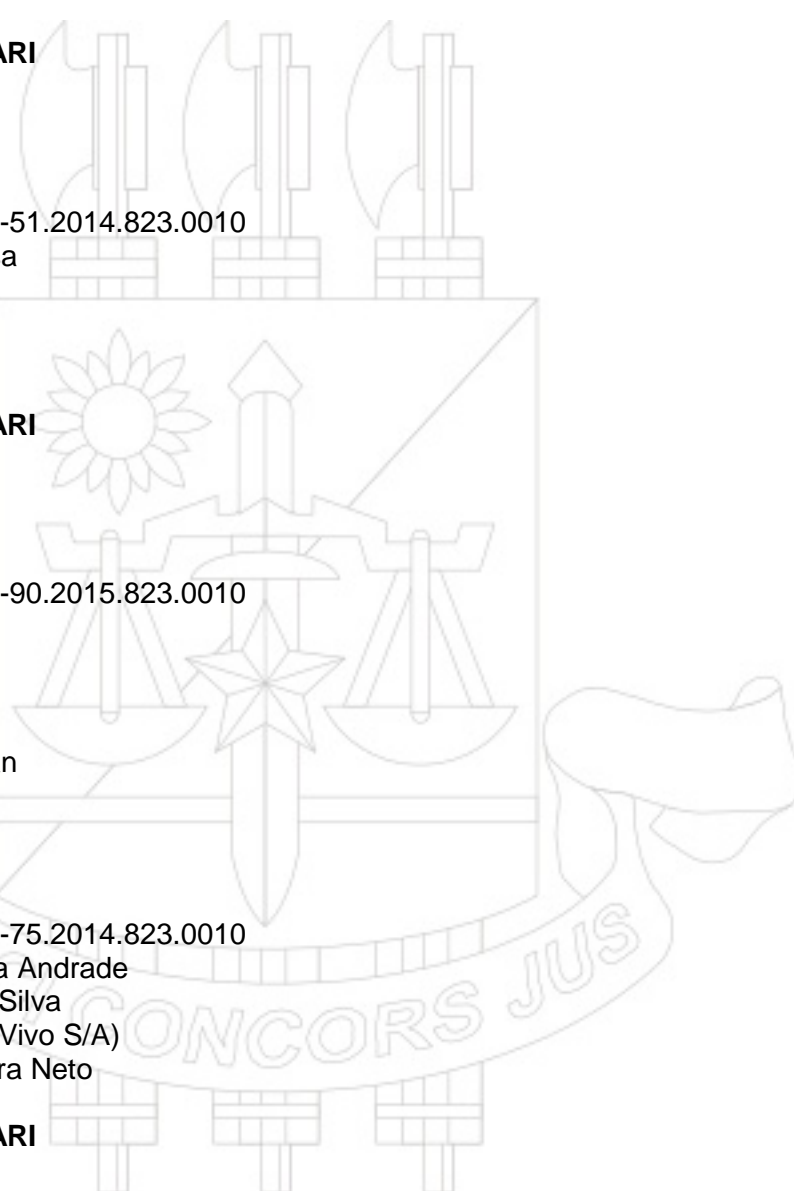 ARI
-51.2014.823.0010
a
ARI
-90.2015.823.0010
n
-75.2014.823.0010
a Andrade
Silva
Vivo S/A)
ra Neto
ARI
CONCORS JUS